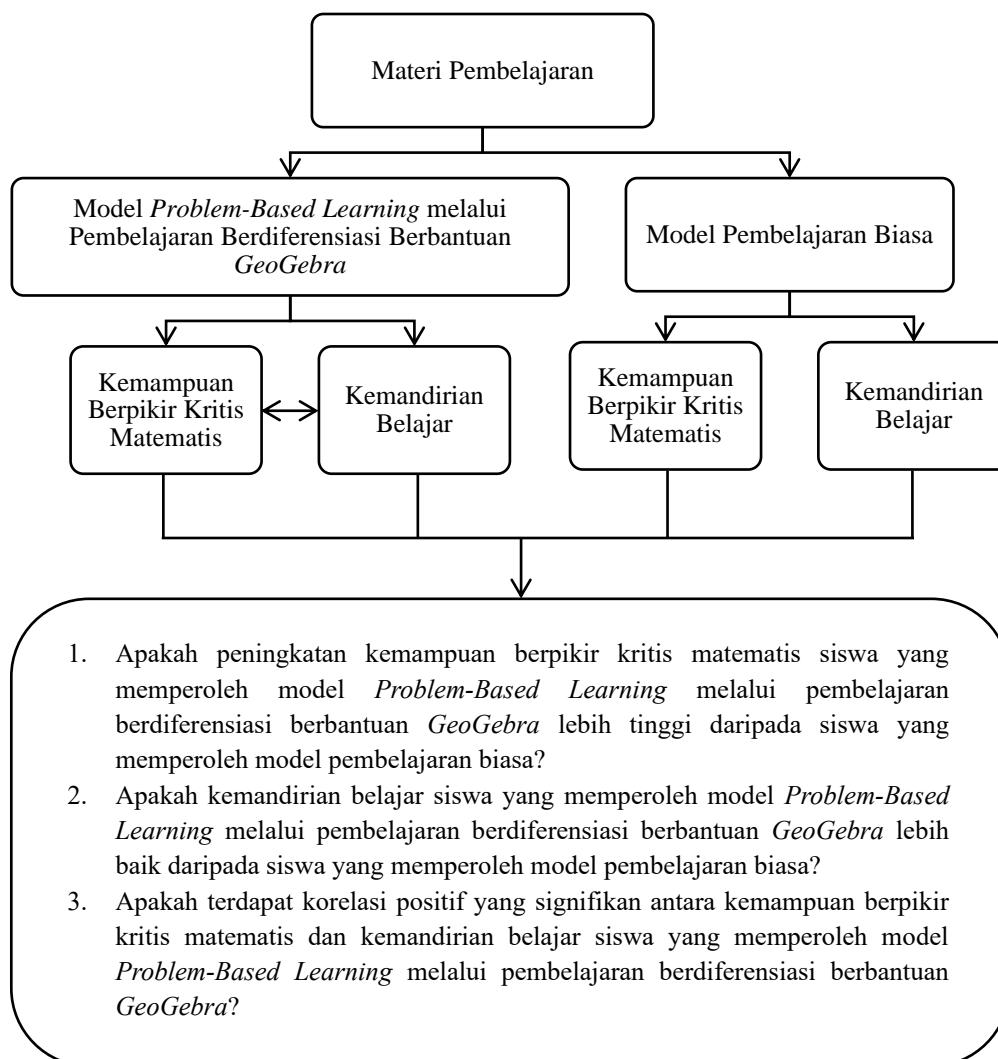 Materi Pembelajaran
Model Problem-Based Learning melalui
Pembelajaran Berdiferensiasi Berbantuan
GeoGebra
Model Pembelajaran Biasa
Kemampuan
Berpikir Kritis
Matematis
Kemandirian
Belajar
Kemampuan
Berpikir Kritis
Matematis
Kemandirian
Belajar
1. Apakah peningkatan kemampuan berpikir kritis matematis siswa yang
memperoleh model Problem-Based Learning melalui pembelajaran
berdiferensiasi berbantuan GeoGebra lebih tinggi daripada siswa yang
memperoleh model pembelajaran biasa?
2. Apakah kemandirian belajar siswa yang memperoleh model Problem-Based
Learning melalui pembelajaran berdiferensiasi berbantuan GeoGebra lebih
baik daripada siswa yang memperoleh model pembelajaran biasa?
3. Apakah terdapat korelasi positif yang signifikan antara kemampuan berpikir
kritis matematis dan kemandirian belajar siswa yang memperoleh model
Problem-Based Learning melalui pembelajaran berdiferensiasi berbantuan
GeoGebra?